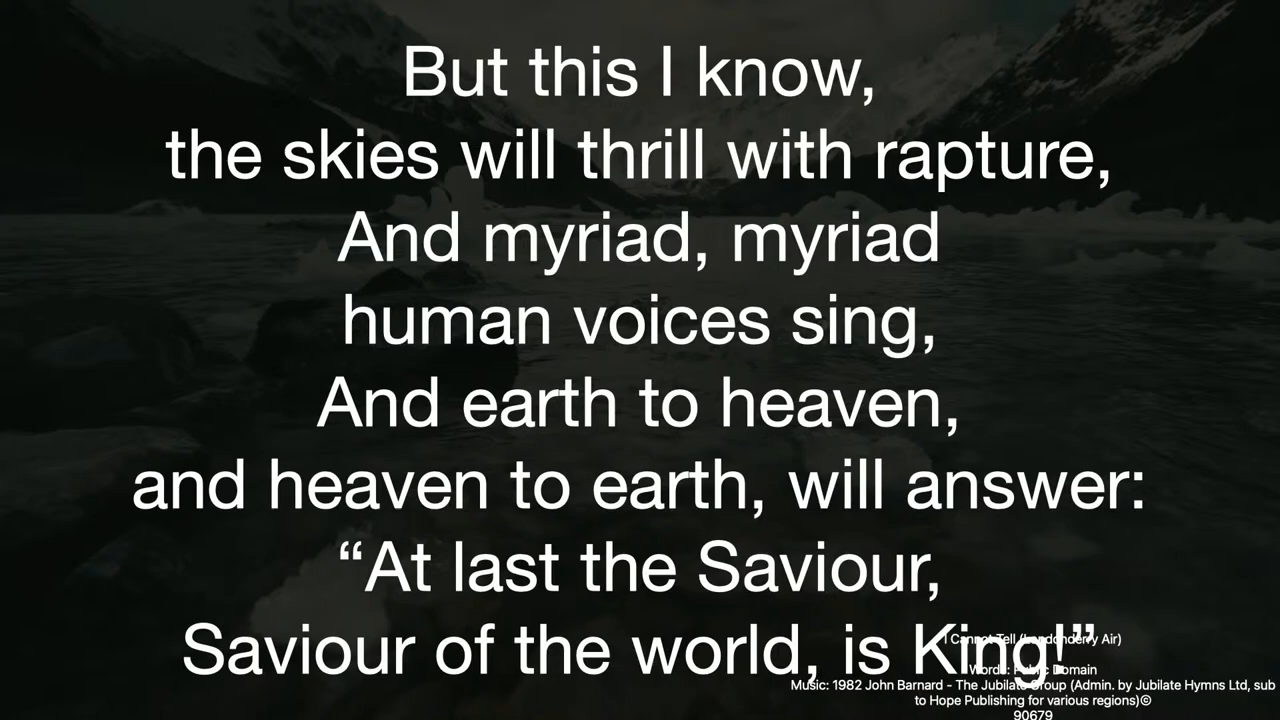 But this I know,
the skies will thrill with rapture,
And myriad, myriad
human voices sing,
And earth to heaven,
and heaven to earth, will answer:
“At last the Saviour,
Saviour of the world, is King!”
I Cannot Tell (Londonderry Air)
Words: Public Domain
Music: 1982 John Barnard - The Jubilate Group (Admin. by Jubilate Hymns Ltd, sub
to Hope Publishing for various regions)©
90679